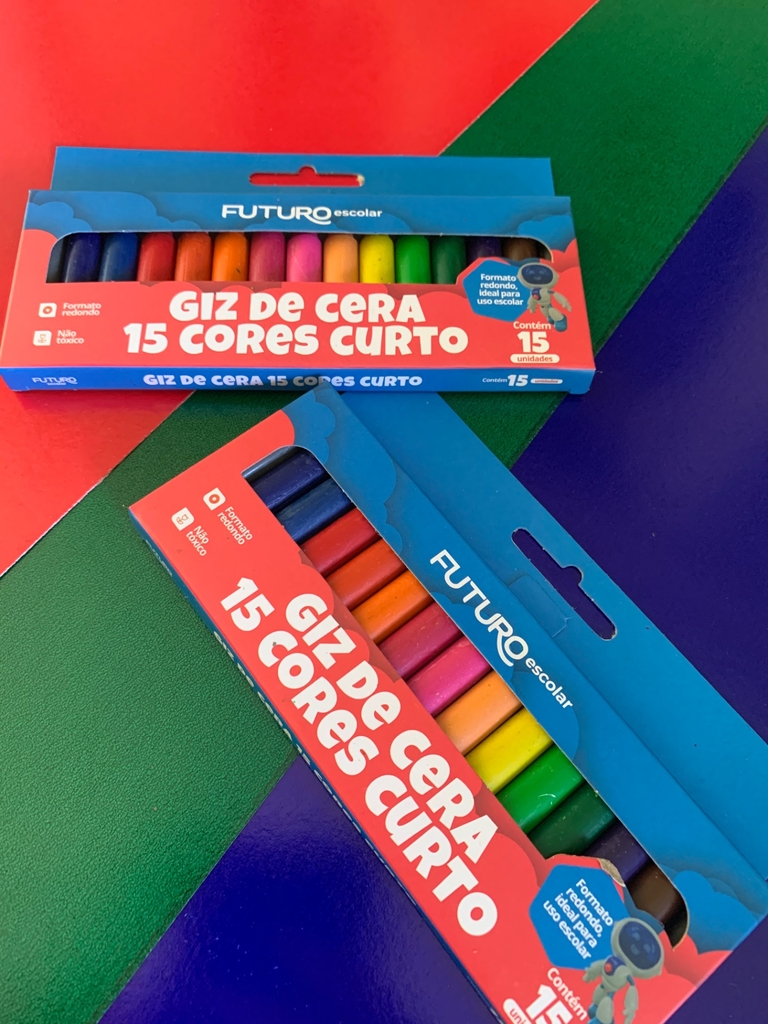 FUTURO escolar
Formato
redondo,
ideal para
uso escolar
Formato
redondo
Não
tóxico
GIZ DE CERA
15 CORES CURTO
Contém
15
unidades
FUTURO
escolar
GIZ DE CERA 15 CORES CURTO
Contém 15 unidades
FUTURO escolar
Formato
redondo
Não
tóxico
GIZ DE CERA
15 CORES CURTO
Formato
redondo,
ideal para
uso escolar
Contém
15